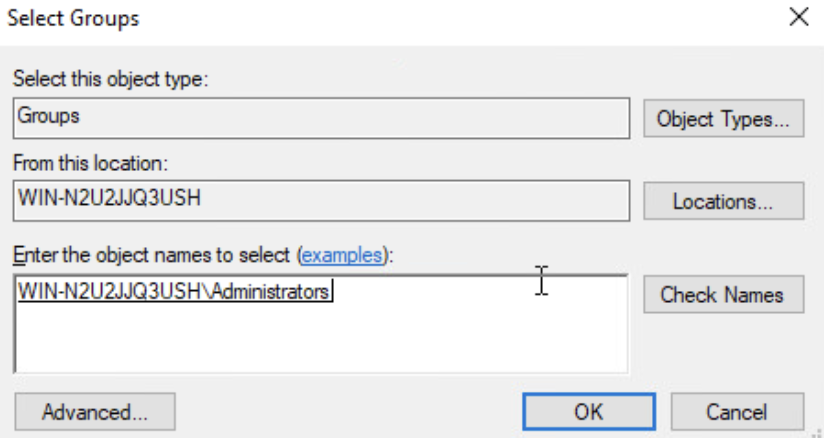 Select Groups
Select this object type:
Groups
Object Types...
From this location:
WIN-N2U2JJQ3USH
Locations...
Enter the object names to select (examples):
WIN-N2U2JJQ3USH\Administrators
Check Names
Advanced...
OK
Cancel